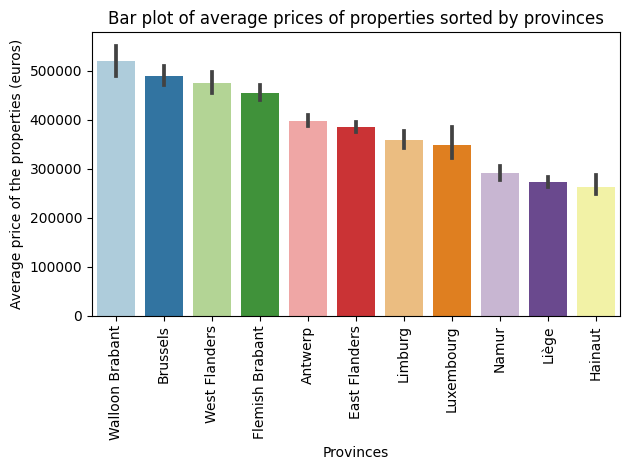 Bar plot of average prices of properties sorted by provinces
Average price of the properties (euros)
500000
400000
300000
200000
100000
0
Walloon Brabant
Brussels
West Flanders
Flemish Brabant
Antwerp
East Flanders
Limburg
Luxembourg
Namur
Liège
Hainaut
Provinces